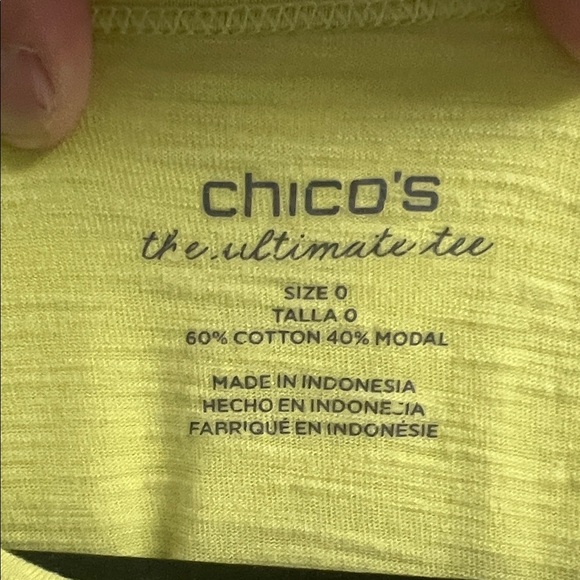 chico's
the ultimate tee
SIZE 0
TALLA 0
60% COTTON 40% MODAL
MADE IN INDONESIA
HECHO EN INDONESIA
FABRIQUÉ EN INDONÉSIE